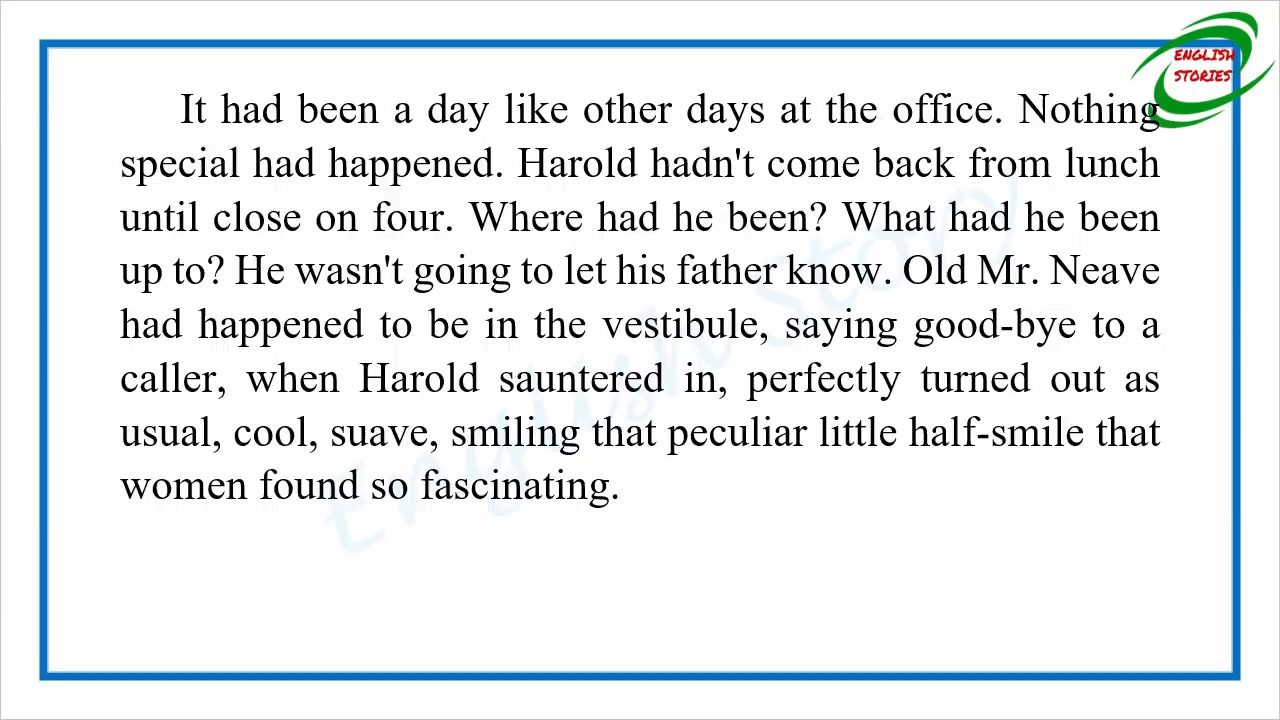 ENGLISH
STORIES
It had been a day like other days at the office. Nothing
special had happened. Harold hadn't come back from lunch
until close on four. Where had he been? What had he been
up to? He wasn't going to let his father know. Old Mr. Neave
had happened to be in the vestibule, saying good-bye to a
caller, when Harold sauntered in, perfectly turned out as
usual, cool, suave, smiling that peculiar little half-smile that
women found so fascinating.
English Story